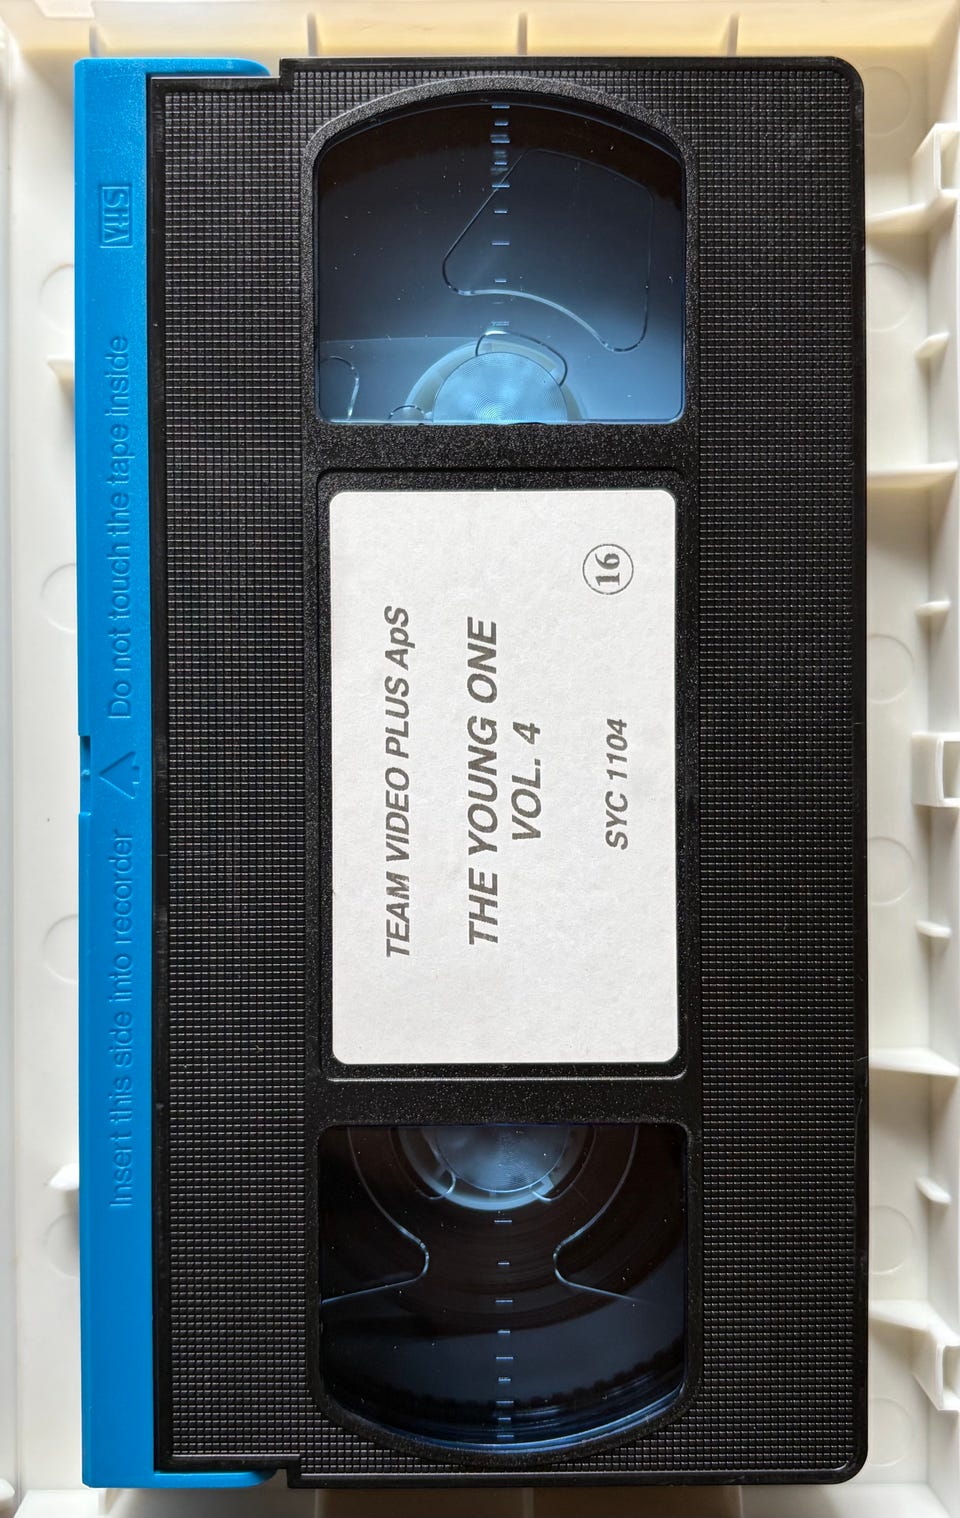 VHS
Insert this side into recorder △ Do not touch the tape inside
TEAM VIDEO PLUS ApS
THE YOUNG ONE
VOL. 4
SYC 1104
16